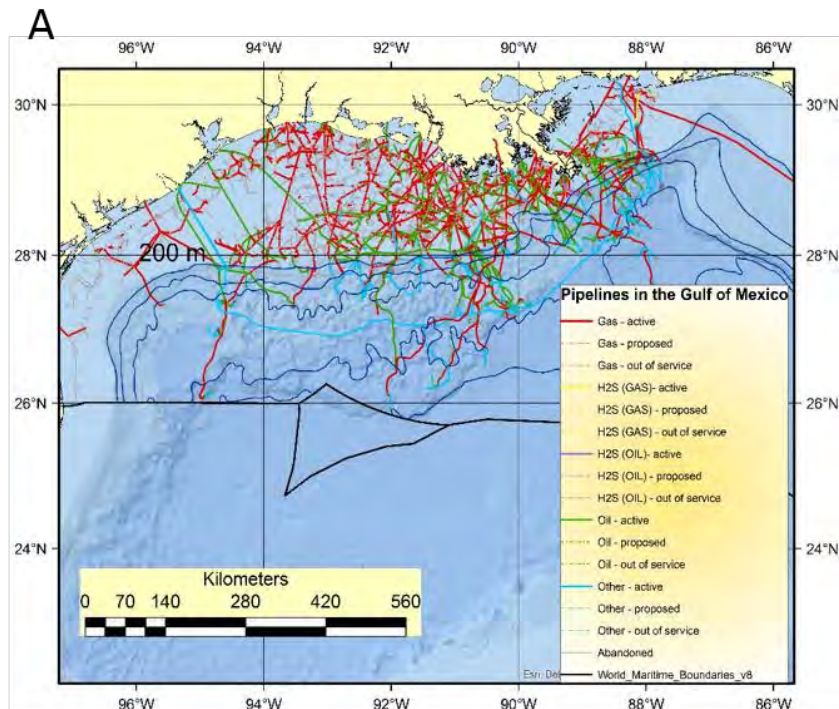 A
96°W 94°W 92°W 90°W 88°W 86°W
30°N 30°N
28°N 28°N
200 m
26°N 26°N
24°N 24°N
Pipelines in the Gulf of Mexico
Gas - active
Gas - proposed
Gas - out of service
H2S (GAS)- active
H2S (GAS) - proposed
H2S (GAS) - out of service
H2S (OIL)- active
H2S (OIL) - proposed
H2S (OIL) - out of service
Oil - active
Oil - proposed
Oil - out of service
Other - active
Other - proposed
Other - out of service
Abandoned
World_Maritime_Boundaries_v8
Kilometers
0 70 140 280 420 560
Esri
96°W 94°W 92°W 90°W 88°W 86°W